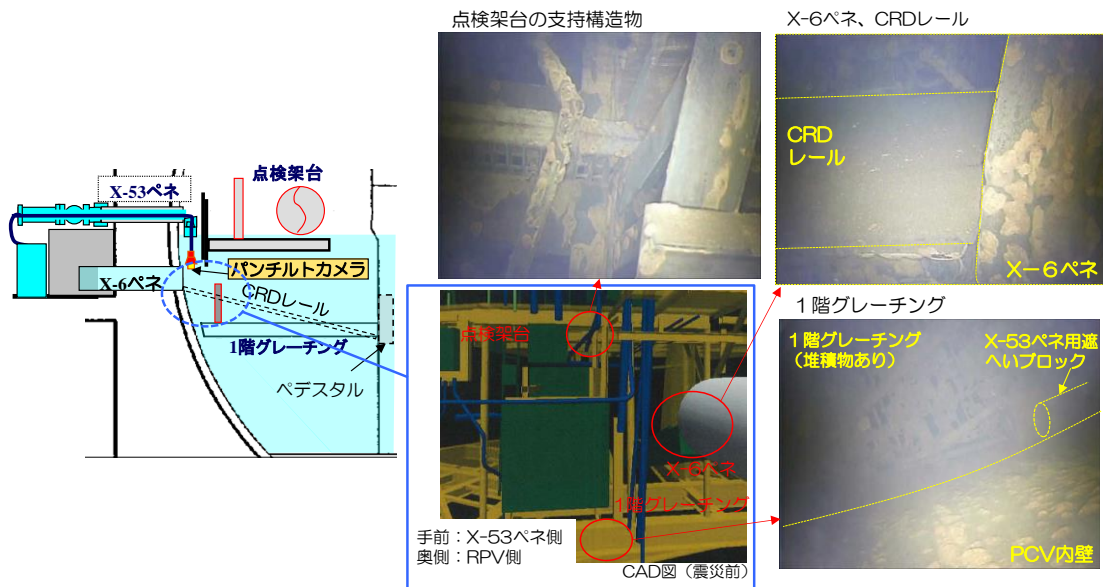 点検架台の支持構造物
X-6ペネ、CRDレール
CRD
レール
X－６ペネ
X-53ペネ
点検架台
パンチルトカメラ
X-6ペネ
CRDレール
1階グレーチング
ペデスタル
点検架台
X-6ペネ
1階グレーチング
手前：X-53ペネ側
奥側：RPV側
CAD図（震災前）
１階グレーチング
１階グレーチング
（堆積物あり）
X-53ペネ用遮
へいブロック
PCV内壁